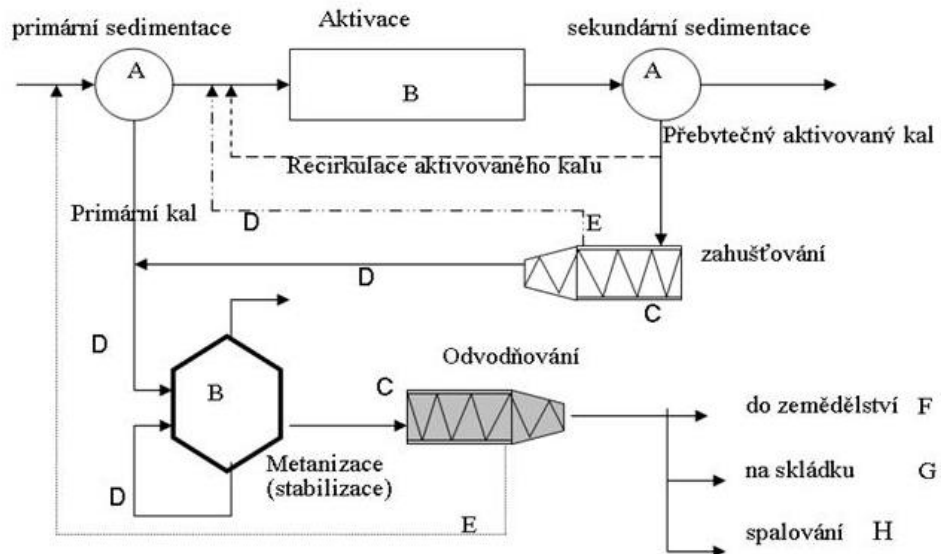 Aktivace
primární sedimentace
sekundární sedimentace
A
B
A
Přebytečný aktivovaný kal
Recirkulace aktivovaného kalu
Primární kal
D
E
zahušťování
D
C
D
Odvodňování
B
C
do zemědělství F
Metanizace
(stabilizace)
na skládku G
D
E
spalování H